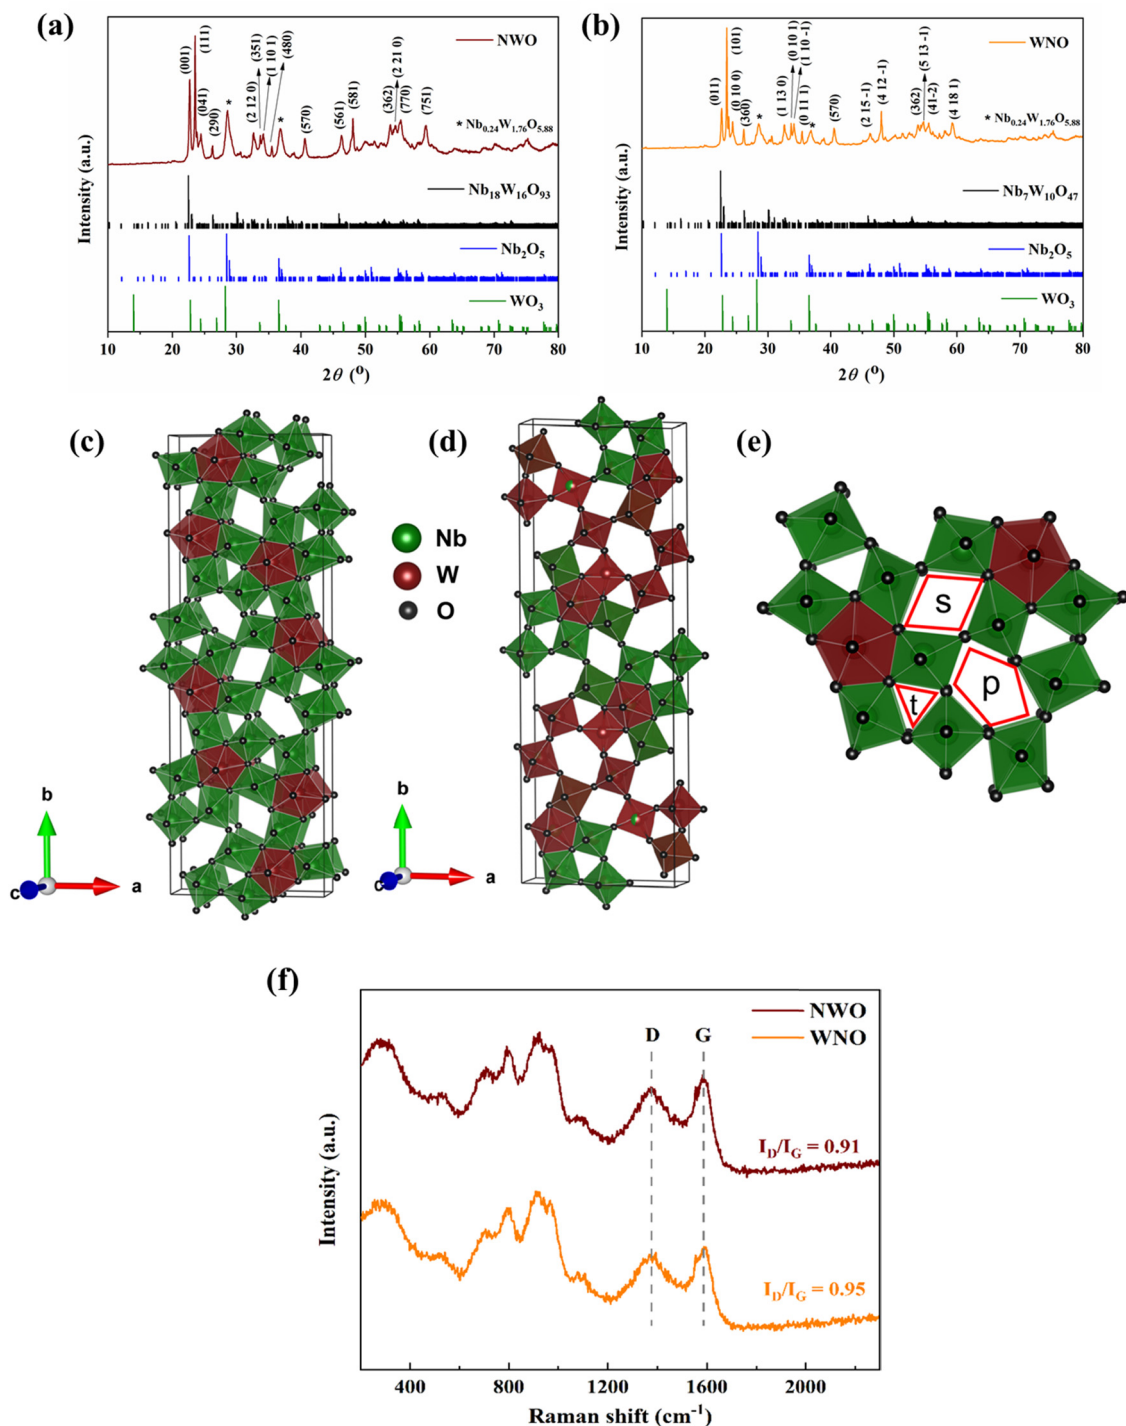 (a)
NWO
(001)
(111)
(041)
(290)
*
(2 12 0)
(351)
(1 10 1)
(480)
*
(570)
(561)
(581)
(362)
(2 21 0)
(770)
(751)
* Nb0.24W1.76O5.88
Nb18W16O93
Nb2O5
WO3
Intensity (a.u.)
10 20 30 40 50 60 70 80
2θ (°)
(b)
WNO
(011)
(101)
(0 10 0)
(360)
*
(1 13 0)
(0 10 1)
(1 10 -1)
(0 11 1)
*
(570)
(2 15 -1)
(4 12 -1)
(362)
(5 13 -1)
(41-2)
(4 18 1)
* Nb0.24W1.76O5.88
Nb7W10O47
Nb2O5
WO3
Intensity (a.u.)
10 20 30 40 50 60 70 80
2θ (°)
(c)
b
c
a
Nb
W
O
(d)
b
c
a
(e)
s
p
t
(f)
NWO
WNO
D
G
ID/IG = 0.91
ID/IG = 0.95
Intensity (a.u.)
400 800 1200 1600 2000
Raman shift (cm-1)